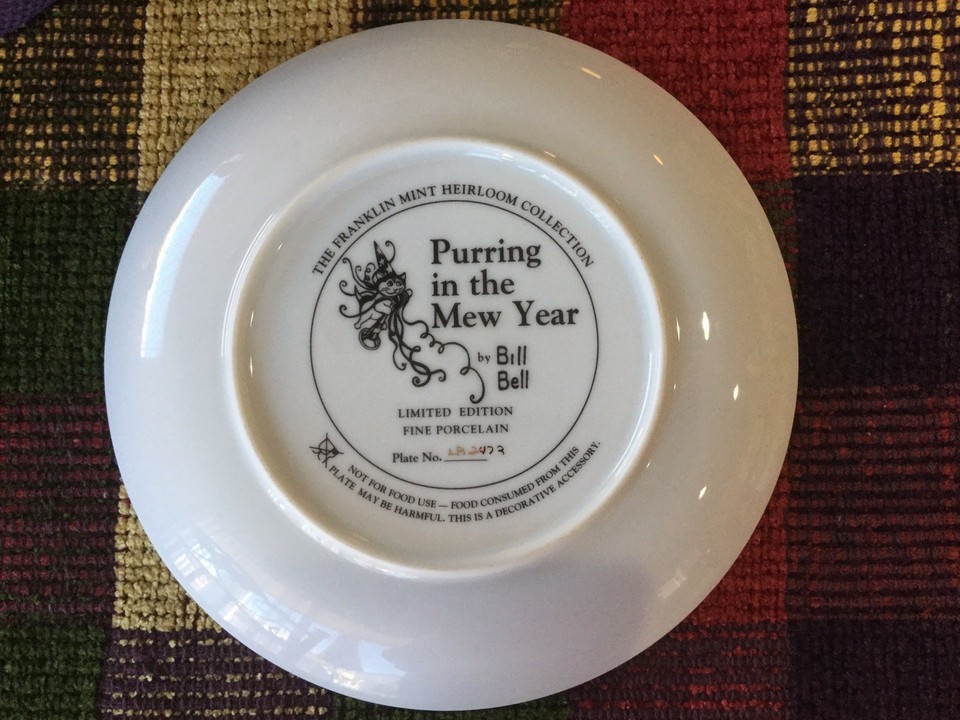 THE FRANKLIN MINT HEIRLOOM COLLECTION
Purring
in the
Mew Year
by Bill
Bell
LIMITED EDITION
FINE PORCELAIN
Plate No.
NOT FOR FOOD USE — FOOD CONSUMED FROM THIS
PLATE MAY BE HARMFUL. THIS IS A DECORATIVE ACCESSORY.